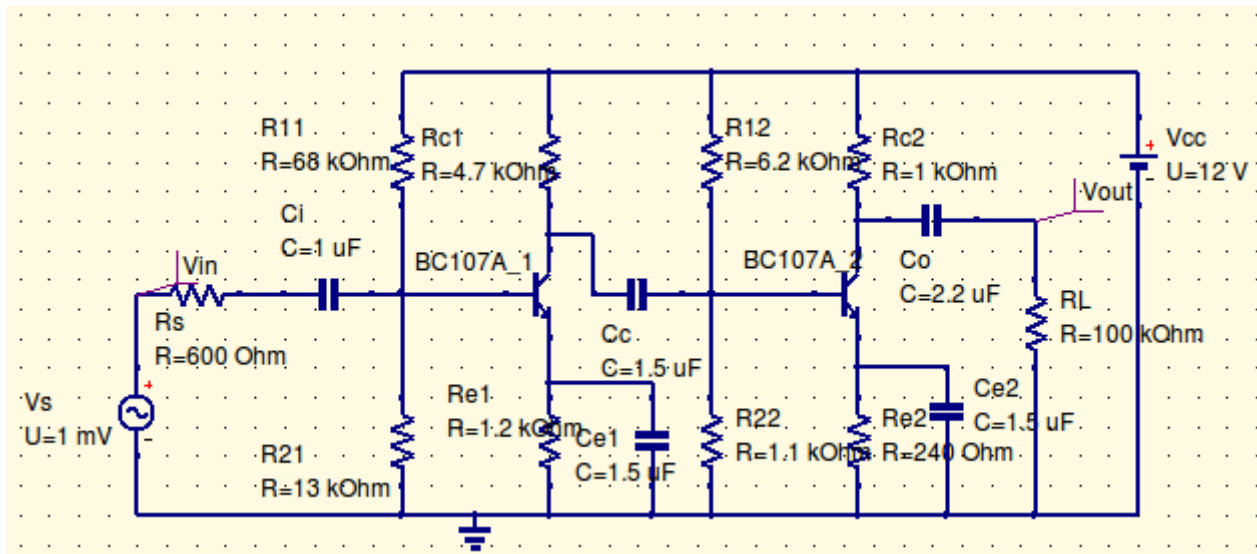 R11
R=68 kOhm
Rc1
R=4.7 kOhm
R12
R=6.2 kOhm
Rc2
R=1 kOhm
Vcc
+
U=12 V
-
Vout
Ci
C=1 uF
Vin
BC107A_1
BC107A_2
Co
C=2.2 uF
Rs
R=600 Ohm
Cc
C=1.5 uF
RL
R=100 kOhm
+
Vs
U=1 mV
-
Re1
R=1.2 kOhm
Ce1
C=1.5 uF
R22
R=1.1 kOhm
Re2
R=240 Ohm
Ce2
C=1.5 uF
R21
R=13 kOhm